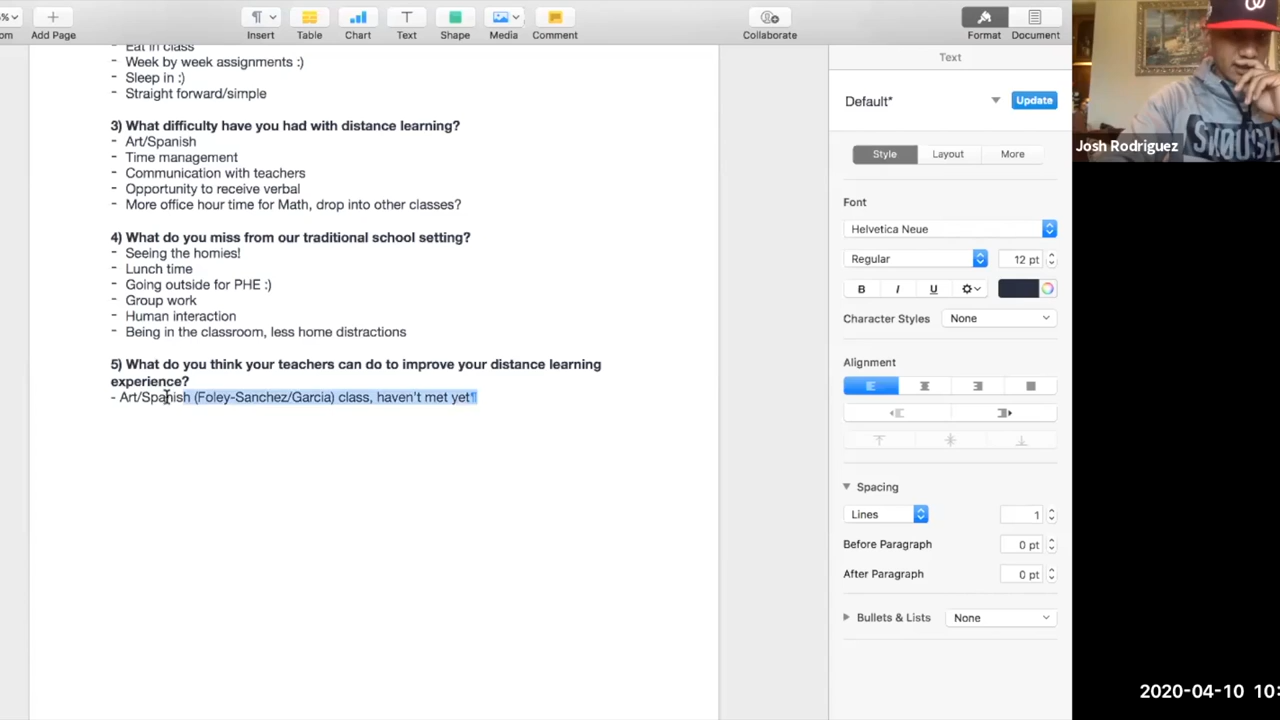 %
om
Add Page
Insert
Table
Chart
Text
Shape
Media
Comment
Collaborate
Format
Document
Eat in class
- Week by week assignments :)
- Sleep in :)
- Straight forward/simple
3) What difficulty have you had with distance learning?
- Art/Spanish
- Time management
- Communication with teachers
- Opportunity to receive verbal
- More office hour time for Math, drop into other classes?
4) What do you miss from our traditional school setting?
- Seeing the homies!
- Lunch time
- Going outside for PHE :)
- Group work
- Human interaction
- Being in the classroom, less home distractions
5) What do you think your teachers can do to improve your distance learning
experience?
- Art/Spanish (Foley-Sanchez/Garcia) class, haven't met yet¶
Text
Default*
Update
Style
Layout
More
Font
Helvetica Neue
Regular
12 pt
B
I
U
Character Styles
None
Alignment
Spacing
Lines
1
Before Paragraph
0 pt
After Paragraph
0 pt
Bullets & Lists
None
W
SWOUSH
Josh Rodriguez
2020-04-10 10: